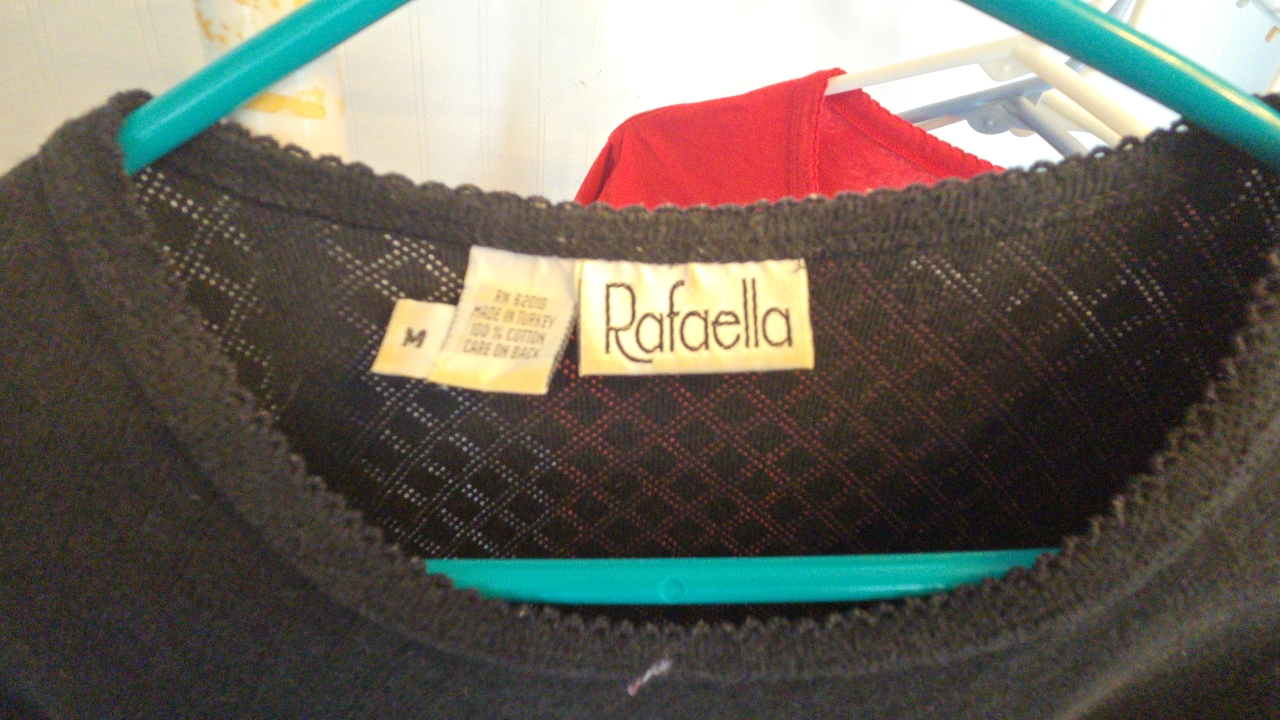 M
RN 62010
MADE IN TURKEY
100% COTTON
CARE ON BACK
Rafaella